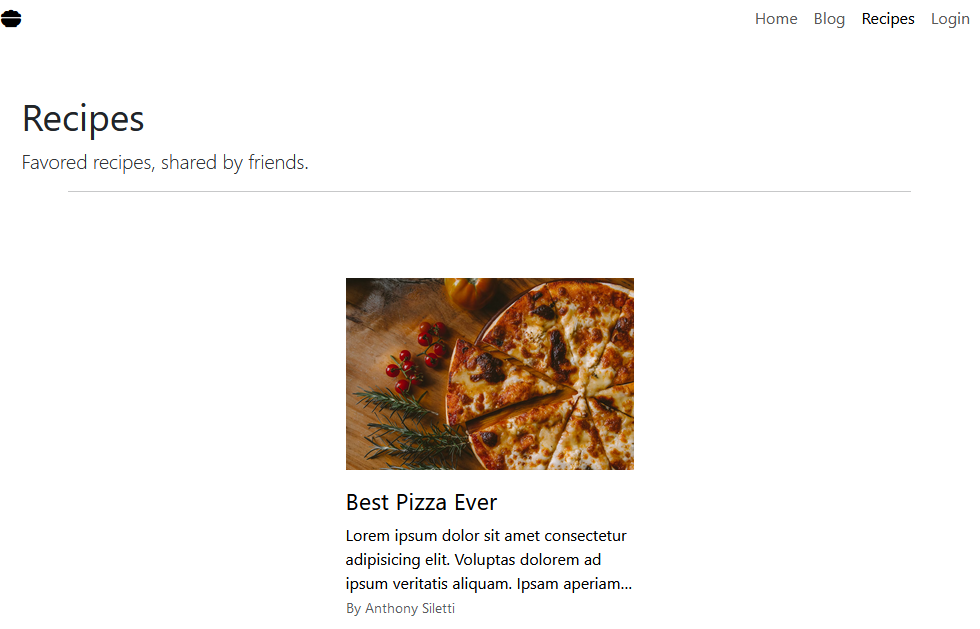 Home Blog Recipes Login
Recipes
Favored recipes, shared by friends.
Best Pizza Ever
Lorem ipsum dolor sit amet consectetur
adipisicing elit. Voluptas dolorem ad
ipsum veritatis aliquam. Ipsam aperiam...
By Anthony Siletti